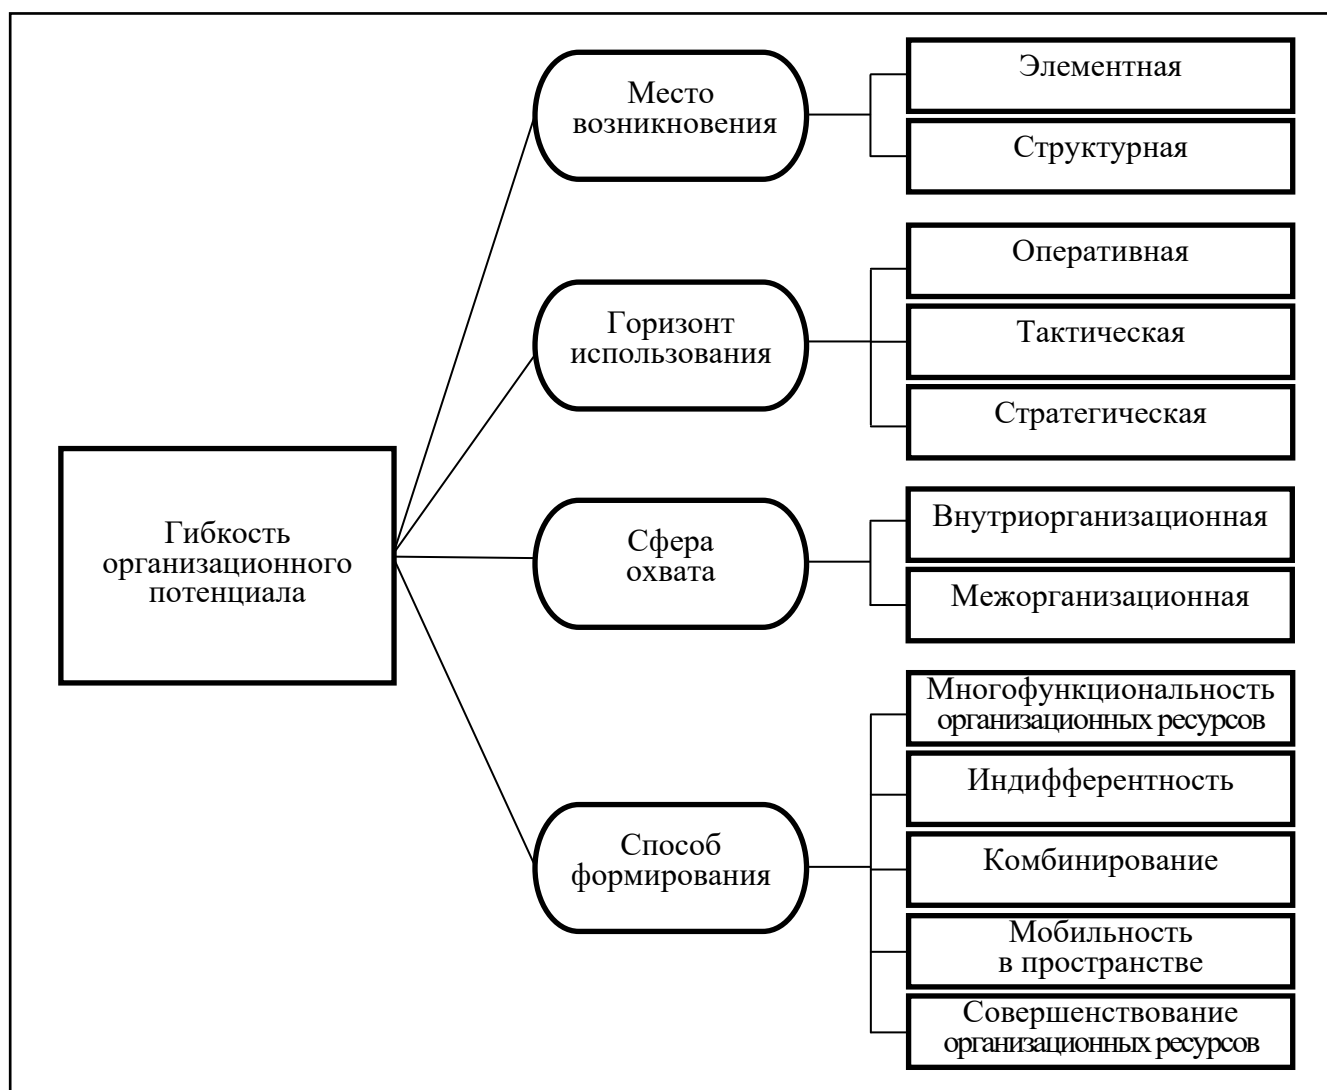 Место
возникновения
Элементная
Структурная
Горизонт
использования
Оперативная
Тактическая
Стратегическая
Гибкость
организационного
потенциала
Сфера
охвата
Внутриорганизационная
Межорганизационная
Способ
формирования
Многофункциональность
организационных ресурсов
Индифферентность
Комбинирование
Мобильность
в пространстве
Совершенствование
организационных ресурсов